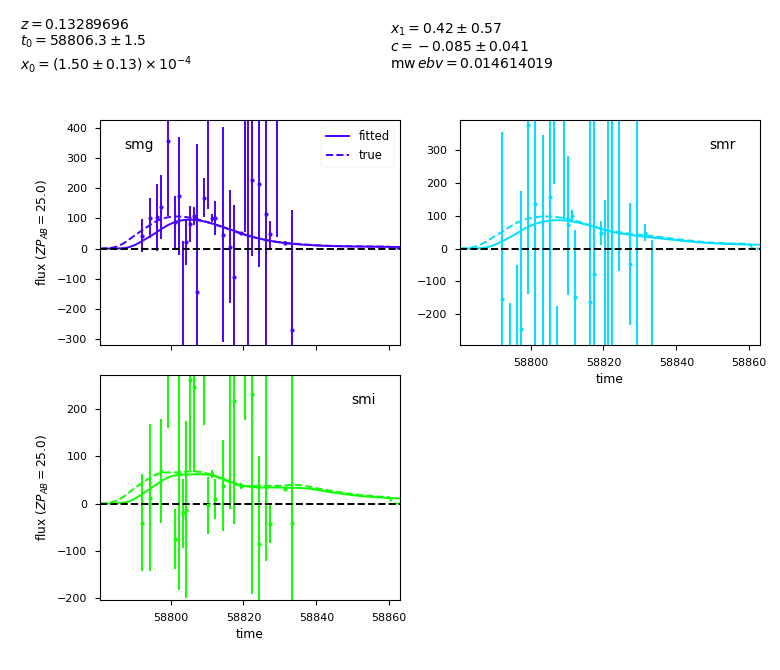 z = 0.13289696
t₀ = 58806.3 ± 1.5
x₀ = (1.50 ± 0.13) × 10⁻⁴
x₁ = 0.42 ± 0.57
c = −0.085 ± 0.041
mw ebv = 0.014614019
smg
fitted
true
400
300
200
100
0
−100
−200
−300
flux (ZP_AB = 25.0)
smr
300
200
100
0
−100
−200
58800 58820 58840 58860
time
smi
200
100
0
−100
−200
flux (ZP_AB = 25.0)
58800 58820 58840 58860
time